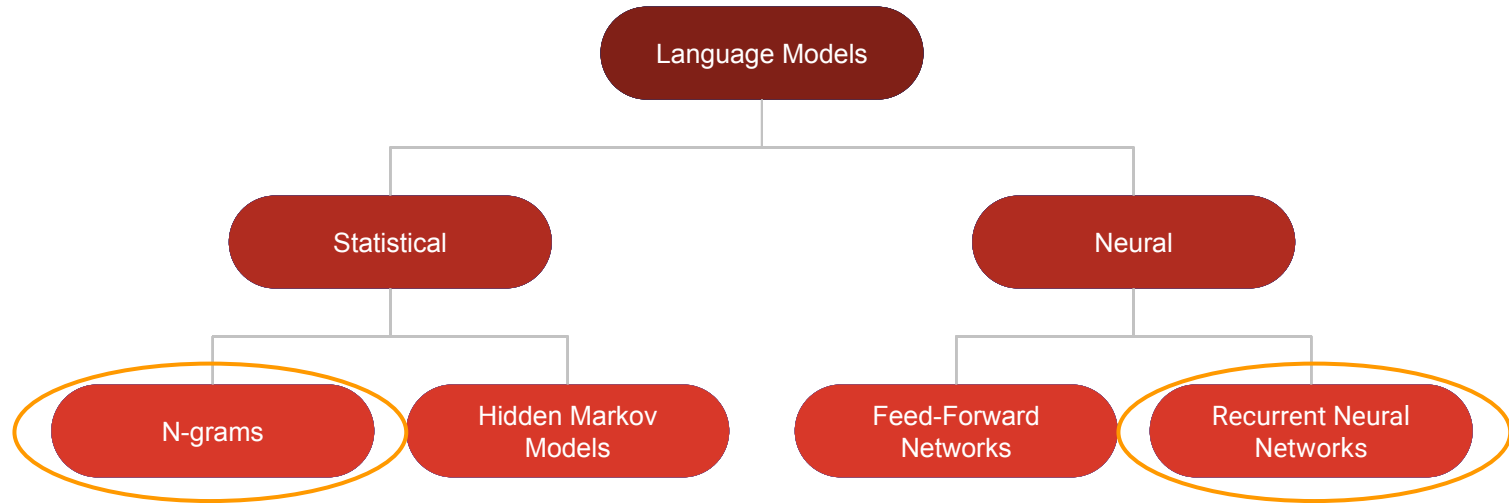 Language Models
Statistical
Neural
N-grams
Hidden Markov
Models
Feed-Forward
Networks
Recurrent Neural
Networks